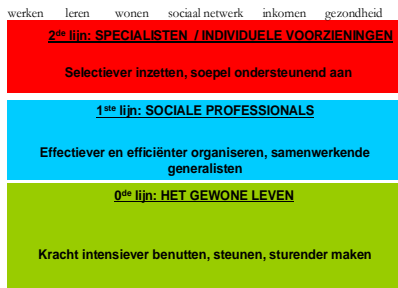 werken leren wonen sociaal netwerk inkomen gezondheid
2de lijn: SPECIALISTEN / INDIVIDUELE VOORZIENINGEN
Selectiever inzetten, soepel ondersteunend aan
1ste lijn: SOCIALE PROFESSIONALS
Effectiever en efficiënter organiseren, samenwerkende
generalisten
0de lijn: HET GEWONE LEVEN
Kracht intensiever benutten, steunen, sturender maken